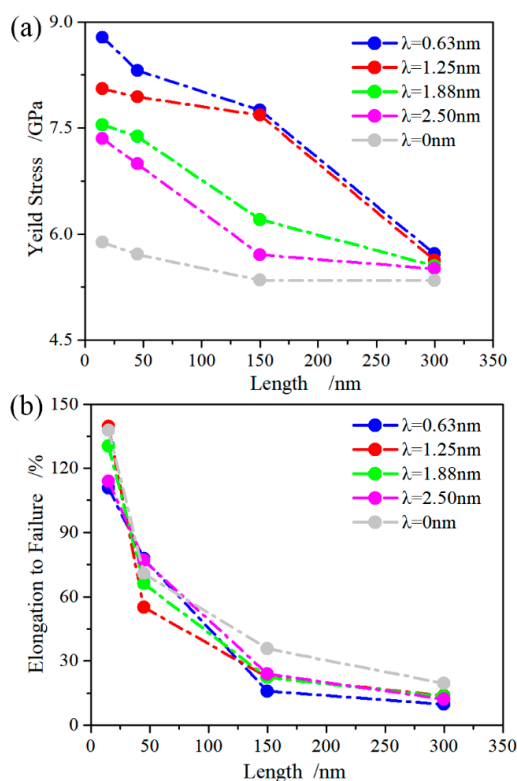 (a)
9.0
7.5
6.0
4.5
Yeild Stress /GPa
λ=0.63nm
λ=1.25nm
λ=1.88nm
λ=2.50nm
λ=0nm
0 50 100 150 200 250 300 350
Length /nm
(b)
150
120
90
60
30
0
Elongation to Failure /%
λ=0.63nm
λ=1.25nm
λ=1.88nm
λ=2.50nm
λ=0nm
0 50 100 150 200 250 300 350
Length /nm